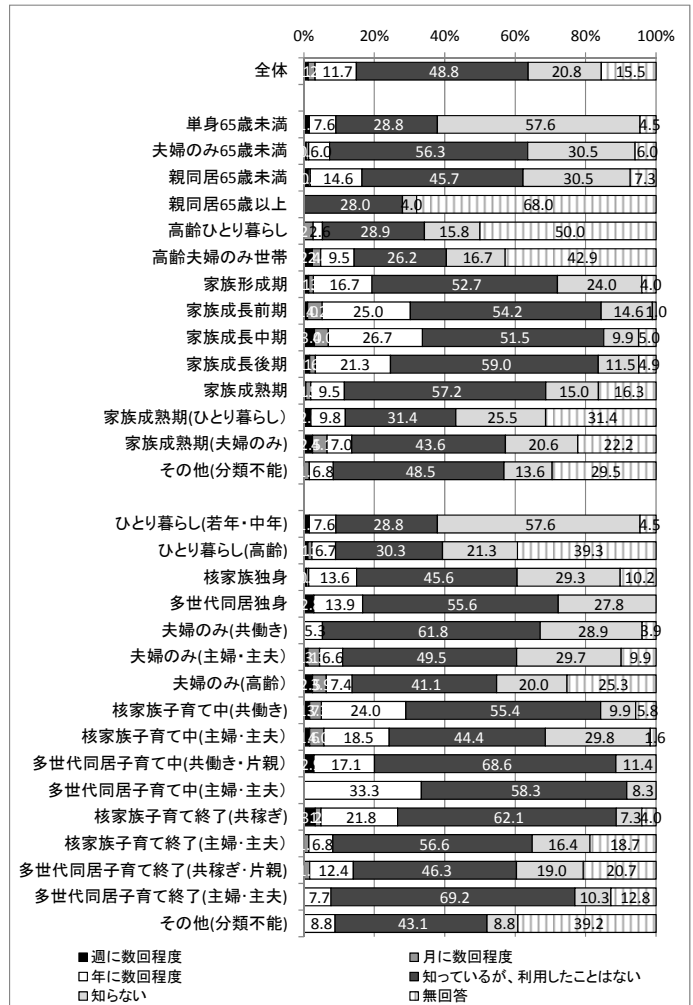 0% 20% 40% 60% 80% 100%
全体 11.7 48.8 20.8 15.5
単身65歳未満 7.6 28.8 57.6 4.5
夫婦のみ65歳未満 6.0 56.3 30.5 6.0
親同居65歳未満 14.6 45.7 30.5 7.3
親同居65歳以上 28.0 4.0 68.0
高齢ひとり暮らし 2.6 28.9 15.8 50.0
高齢夫婦のみ世帯 9.5 26.2 16.7 42.9
家族形成期 16.7 52.7 24.0 4.0
家族成長前期 25.0 54.2 14.6 1.0
家族成長中期 26.7 51.5 9.9 5.0
家族成長後期 21.3 59.0 11.5 4.9
家族成熟期 9.5 57.2 15.0 16.3
家族成熟期(ひとり暮らし) 9.8 31.4 25.5 31.4
家族成熟期(夫婦のみ) 7.0 43.6 20.6 22.2
その他(分類不能) 6.8 48.5 13.6 29.5
ひとり暮らし(若年・中年) 7.6 28.8 57.6 4.5
ひとり暮らし(高齢) 6.7 30.3 21.3 39.3
核家族独身 13.6 45.6 29.3 10.2
多世代同居独身 13.9 55.6 27.8
夫婦のみ(共働き) 5.3 61.8 28.9 3.9
夫婦のみ(主婦・主夫) 6.6 49.5 29.7 9.9
夫婦のみ(高齢) 7.4 41.1 20.0 25.3
核家族子育て中(共働き) 24.0 55.4 9.9 5.8
核家族子育て中(主婦・主夫) 18.5 44.4 29.8 1.6
多世代同居子育て中(共働き・片親) 17.1 68.6 11.4
多世代同居子育て中(主婦・主夫) 33.3 58.3 8.3
核家族子育て終了(共稼ぎ) 21.8 62.1 7.3 4.0
核家族子育て終了(主婦・主夫) 6.8 56.6 16.4 18.7
多世代同居子育て終了(共稼ぎ・片親) 12.4 46.3 19.0 20.7
多世代同居子育て終了(主婦・主夫) 7.7 69.2 10.3 12.8
その他(分類不能) 8.8 43.1 8.8 39.2
週に数回程度 月に数回程度
年に数回程度 知っているが、利用したことはない
知らない 無回答